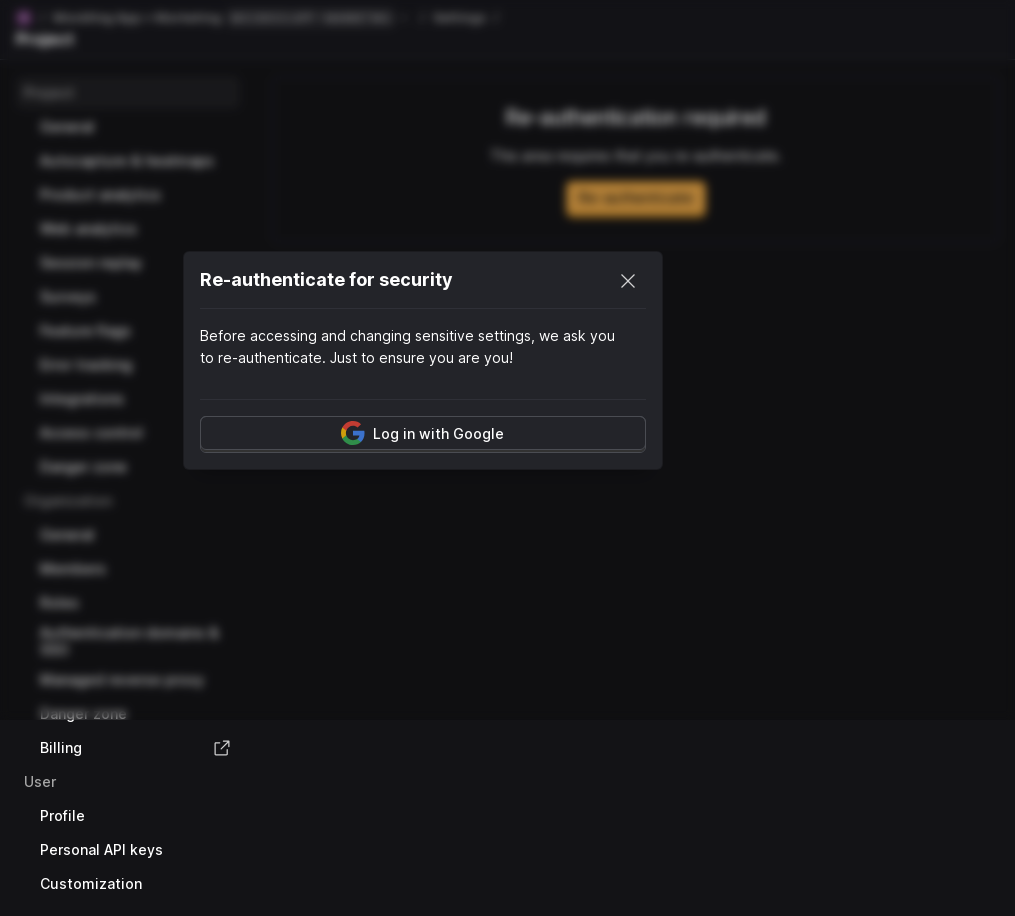 Settings
Project
Project
General
Autocapture & heatmaps
Product analytics
Web analytics
Session replay
Surveys
Feature flags
Error tracking
Integrations
Access control
Danger zone
Organization
General
Members
Roles
Authentication domains &
SSO
Managed reverse proxy
Danger zone
Billing
User
Profile
Personal API keys
Customization
Re-authentication required
This area requires that you re-authenticate.
Re-authenticate
Re-authenticate for security
Before accessing and changing sensitive settings, we ask you
to re-authenticate. Just to ensure you are you!
Log in with Google